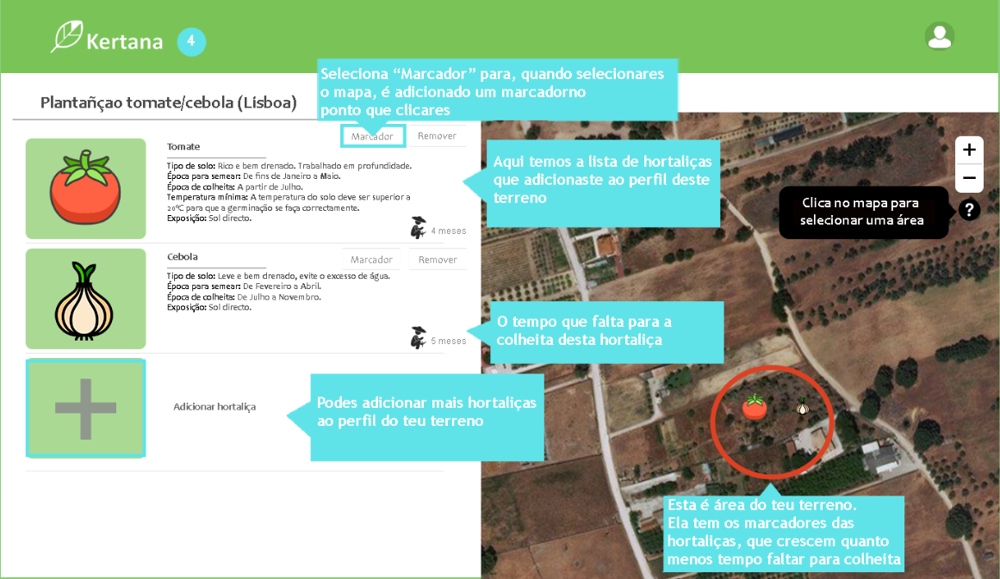 Kertana
4
Seleciona “Marcador” para, quando selecionares
o mapa, é adicionado um marcadorno
ponto que clicares
Plantañçao tomate/cebola (Lísboa)
Marcador
Remover
Tomate
Tipo de solo: Rico e bem drenado. Trabalhado em profundidade.
Época para semear: De fins de Janeiro a Maio.
Época de colheita: A partir de Julho.
Temperatura mínima: A temperatura do solo deve ser superior a
20ºC para que a germinação se faça correctamente.
Exposição: Sol directo.
4 meses
Aqui temos a lista de hortaliças
que adicionaste ao perfil deste
terreno
+
−
Clica no mapa para
selecionar uma área
?
Cebola
Marcador
Remover
Tipo de solo: Leve e bem drenado, evite o excesso de água.
Época para semear: De Fevereiro a Abril.
Época de colheita: De Julho a Novembro.
Exposição: Sol directo.
5 meses
O tempo que falta para a
colheita desta hortaliça
Adicionar hortaliça
Podes adicionar mais hortaliças
ao perfil do teu terreno
Esta é área do teu terreno.
Ela tem os marcadores das
hortaliças, que crescem quanto
menos tempo faltar para colheita